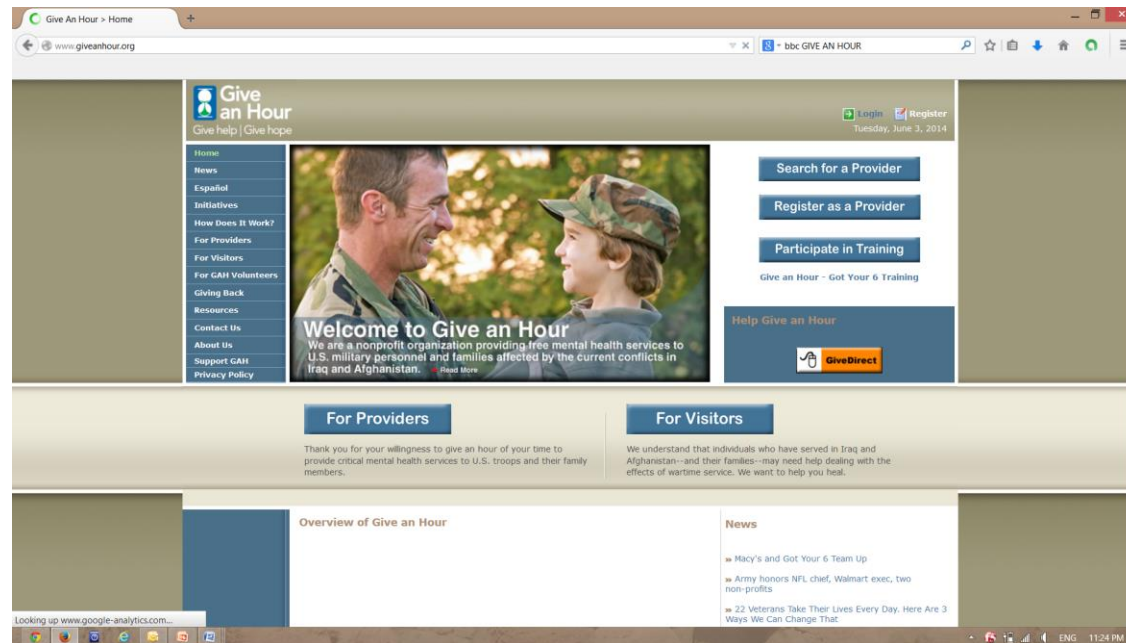 Give An Hour > Home
www.giveanhour.org
bbc GIVE AN HOUR
Give
an Hour
Give help | Give hope
Login Register
Tuesday, June 3, 2014
Home
News
Español
Initiatives
How Does It Work?
For Providers
For Visitors
For GAH Volunteers
Giving Back
Resources
Contact Us
About Us
Support GAH
Privacy Policy
Welcome to Give an Hour
We are a nonprofit organization providing free mental health services to
U.S. military personnel and families affected by the current conflicts in
Iraq and Afghanistan. Read More
Search for a Provider
Register as a Provider
Participate in Training
Give an Hour - Got Your 6 Training
Help Give an Hour
GiveDirect
For Providers
Thank you for your willingness to give an hour of your time to
provide critical mental health services to U.S. troops and their family
members.
For Visitors
We understand that individuals who have served in Iraq and
Afghanistan--and their families--may need help dealing with the
effects of wartime service. We want to help you heal.
Overview of Give an Hour
News
» Macy's and Got Your 6 Team Up
» Army honors NFL chief, Walmart exec, two
non-profits
» 22 Veterans Take Their Lives Every Day. Here Are 3
Ways We Can Change That
Looking up www.google-analytics.com...
ENG 11:24 PM